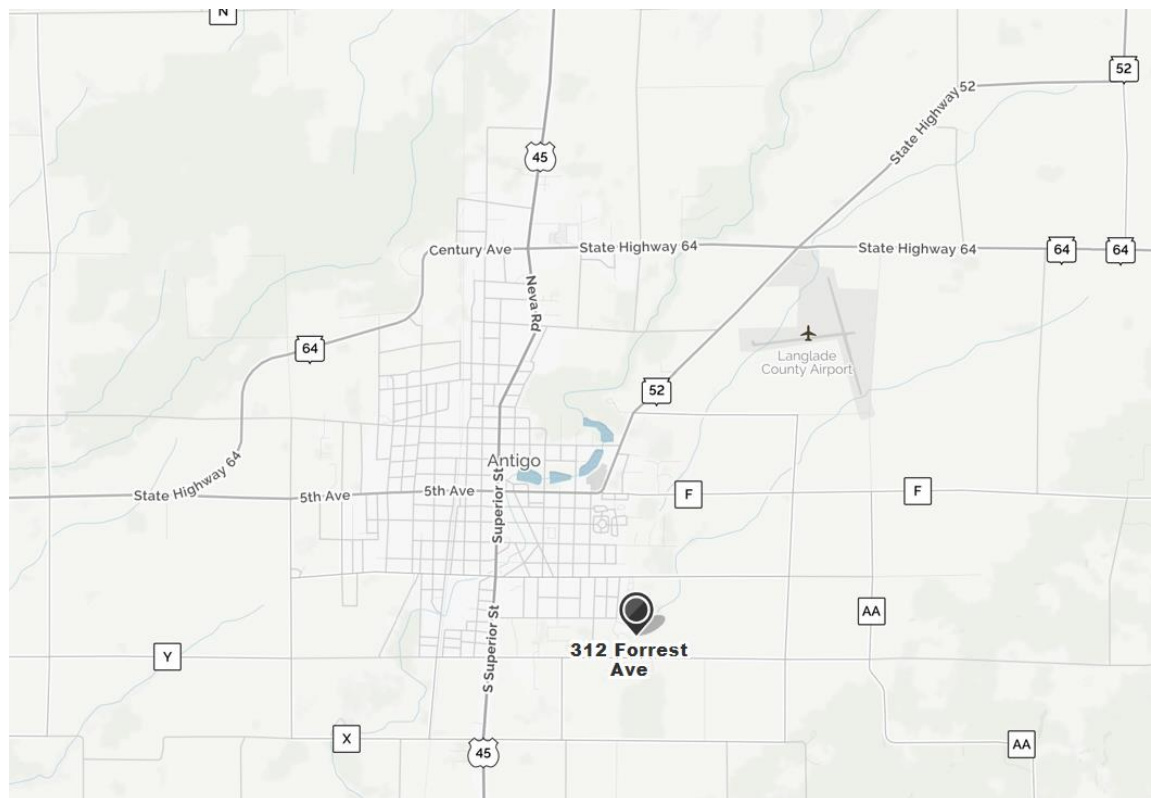 N
52
State Highway 52
45
Century Ave
State Highway 64
State Highway 64
64
64
Neva Rd
64
Langlade
County Airport
52
State Highway 64
Antigo
5th Ave
5th Ave
Superior St
F
F
AA
312 Forrest
Ave
Y
S Superior St
X
45
AA